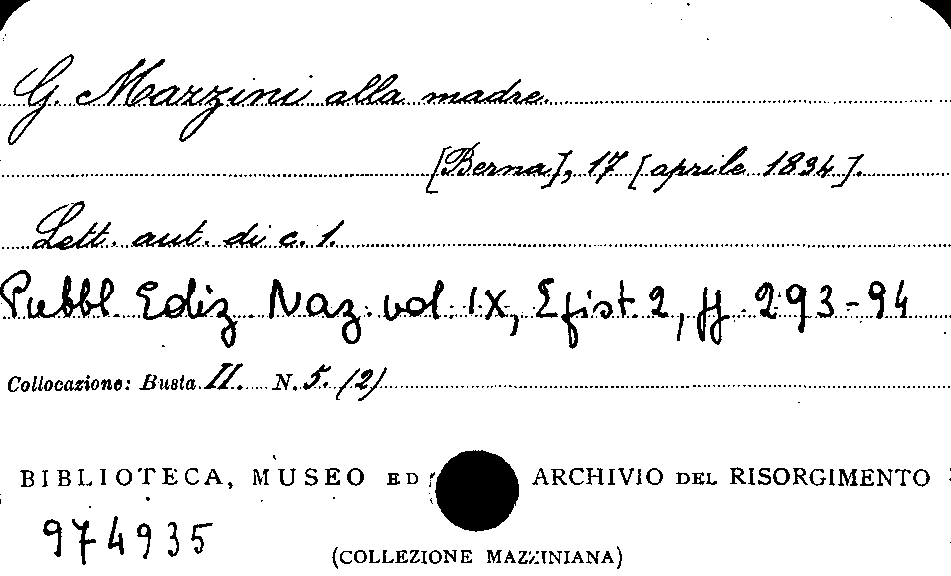 G. Mazzini alla madre.
[Berna], 17 [aprile 1834].
Lett. aut. di c. 1.
Pubbl. Ediz. Naz. vol. IX, Epist. 2, pp. 293-94
Collocazione: Busta II. N. 5. (2)
BIBLIOTECA, MUSEO ED ARCHIVIO DEL RISORGIMENTO
974935
(COLLEZIONE MAZZINIANA)